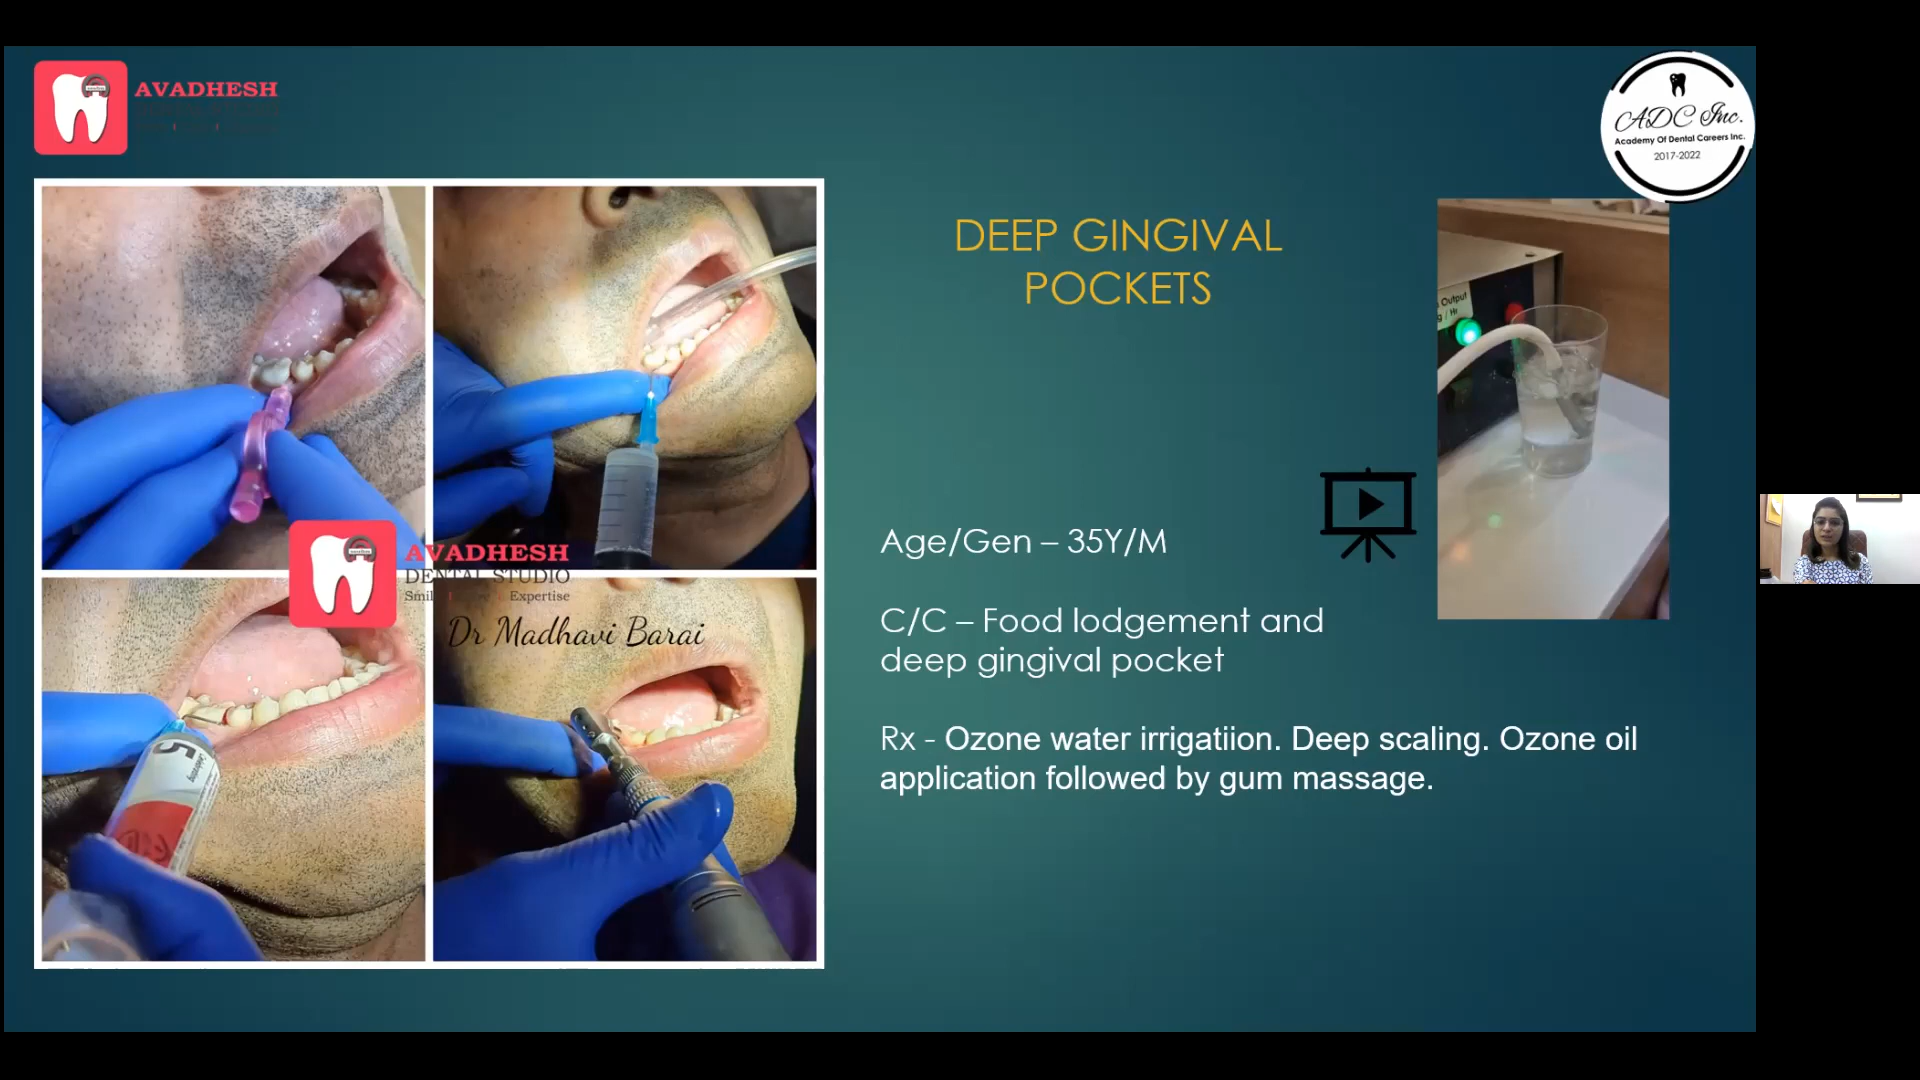 AVADHESH
ADC Inc.
Academy Of Dental Careers Inc.
2017-2022
DEEP GINGIVAL
POCKETS
Output
g / Hr
AVADHESH
DENTAL STUDIO
Expertise
Dr Madhavi Barai
5
Age/Gen – 35Y/M
C/C – Food lodgement and
deep gingival pocket
Rx - Ozone water irrigatiion. Deep scaling. Ozone oil
application followed by gum massage.